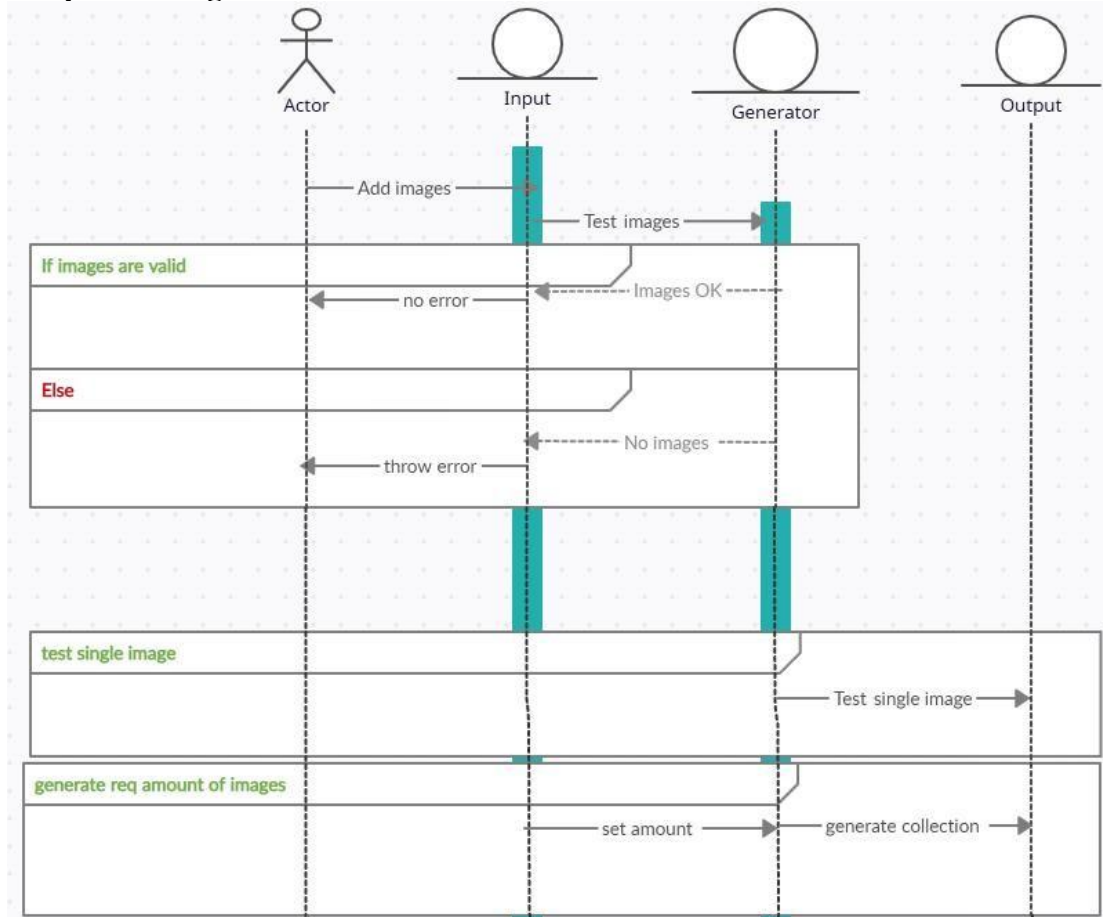 Actor
Input
Generator
Output
Add images
Test images
If images are valid
Images OK
no error
Else
No images
throw error
test single image
Test single image
generate req amount of images
set amount
generate collection